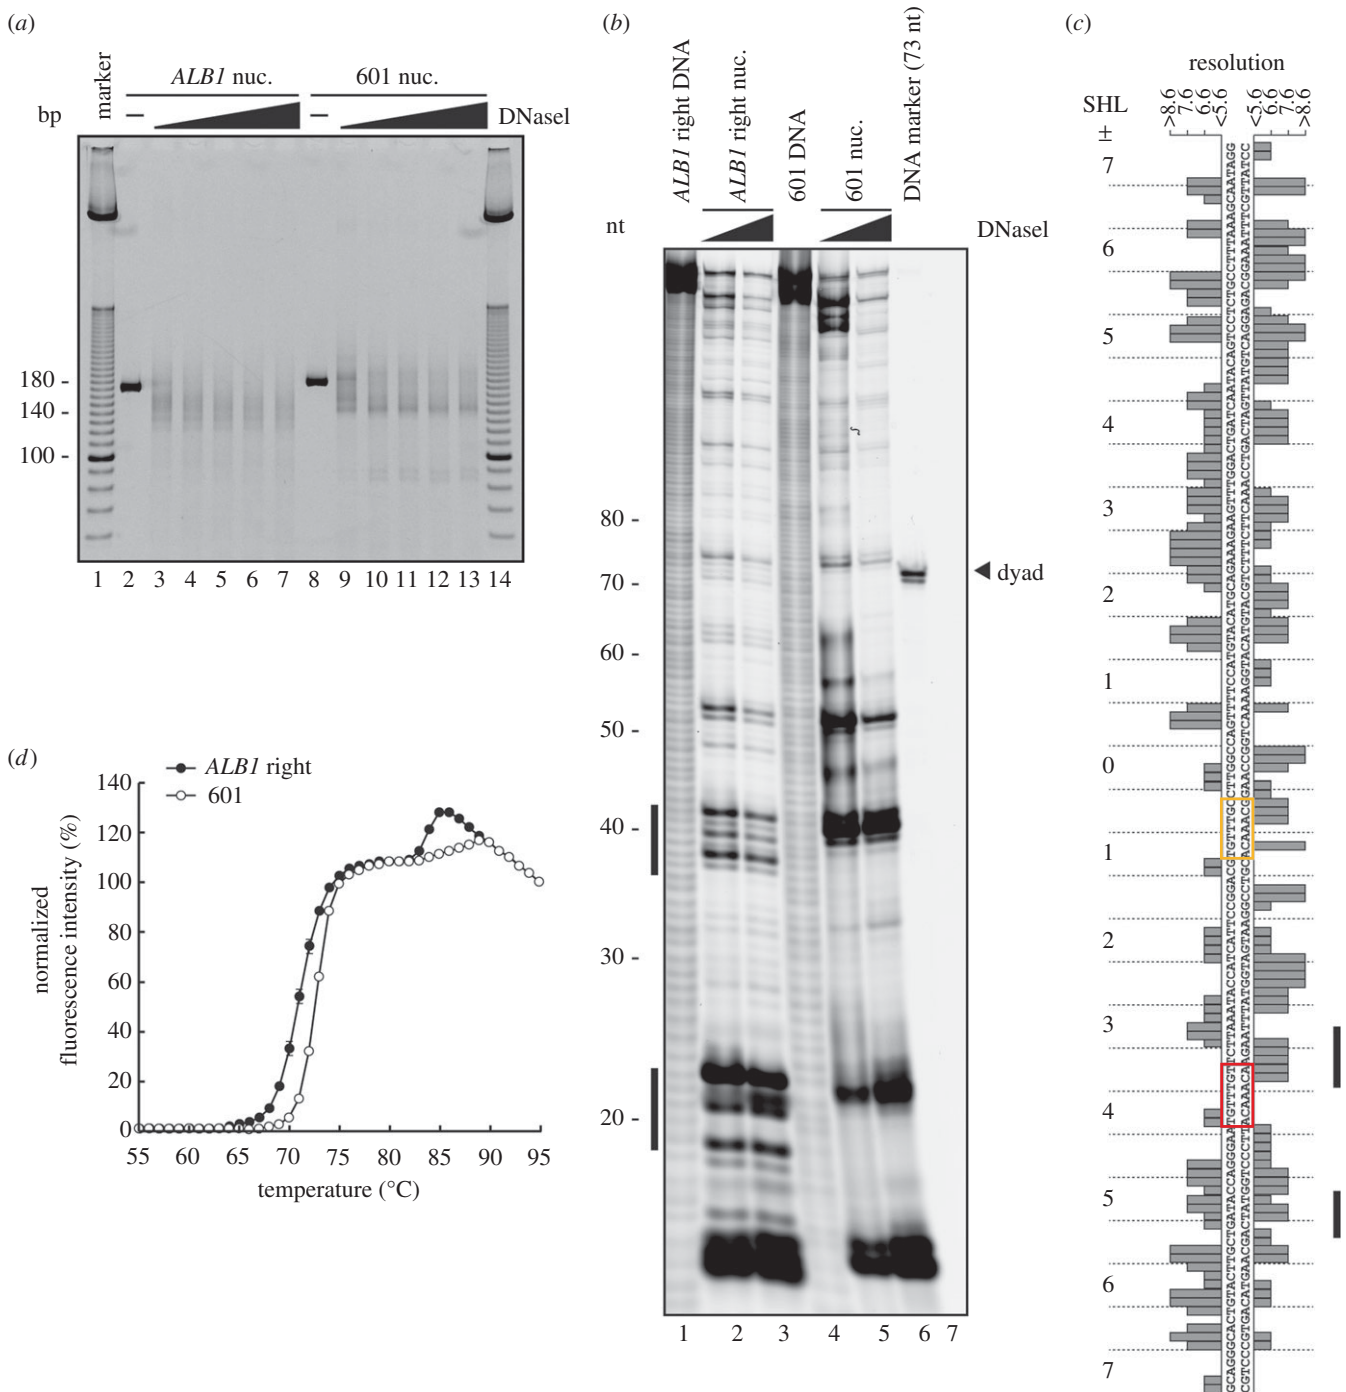 (a)
marker
ALB1 nuc.
601 nuc.
bp
DNaseI
180 -
140 -
100 -
1 2 3 4 5 6 7 8 9 10 11 12 13 14
(b)
ALB1 right DNA
ALB1 right nuc.
601 DNA
601 nuc.
DNA marker (73 nt)
nt
DNaseI
80 -
70 -
60 -
50 -
40 -
30 -
20 -
dyad
1 2 3 4 5 6 7
(c)
resolution
SHL
±
>8.6
7.6
6.6
<5.6
<5.6
6.6
7.6
>8.6
7
6
5
4
3
2
1
0
1
2
3
4
5
6
7
(d)
ALB1 right
601
normalized
fluorescence intensity (%)
140
120
100
80
60
40
20
0
55 60 65 70 75 80 85 90 95
temperature (°C)